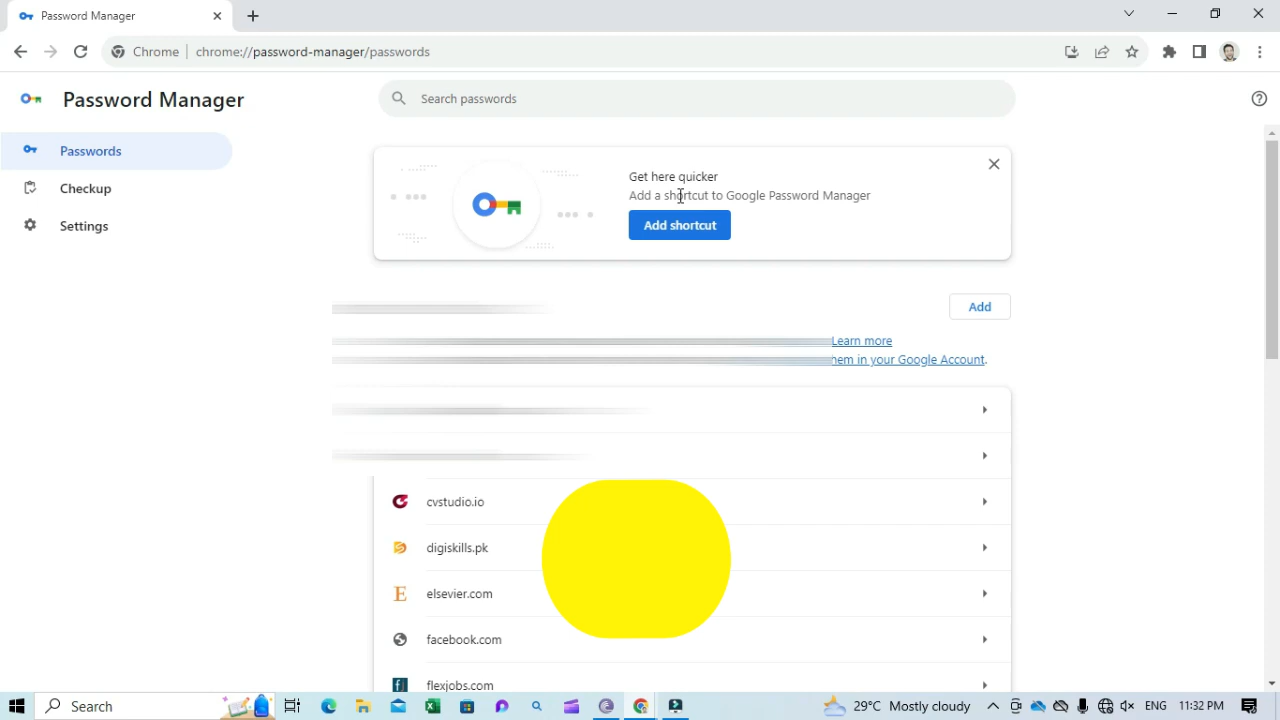 Password Manager
Chrome
chrome://password-manager/passwords
Password Manager
Search passwords
Passwords
Checkup
Settings
Get here quicker
Add a shortcut to Google Password Manager
Add shortcut
Add
Learn more
hem in your Google Account.
cvstudio.io
digiskills.pk
E
elsevier.com
facebook.com
flexjobs.com
Search
29°C Mostly cloudy
ENG
11:32 PM